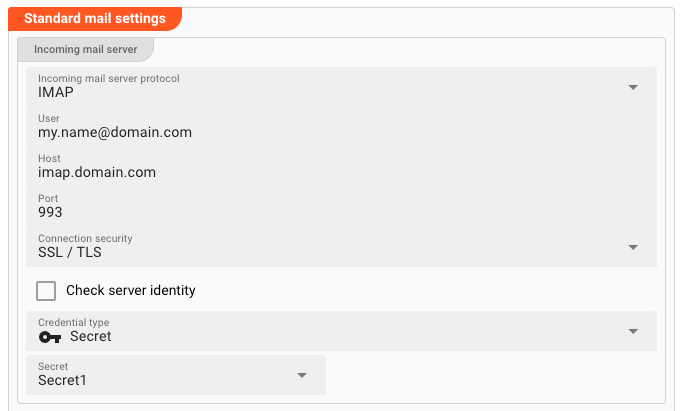 Standard mail settings
Incoming mail server
Incoming mail server protocol
IMAP
User
my.name@domain.com
Host
imap.domain.com
Port
993
Connection security
SSL / TLS
Check server identity
Credential type
Secret
Secret
Secret1